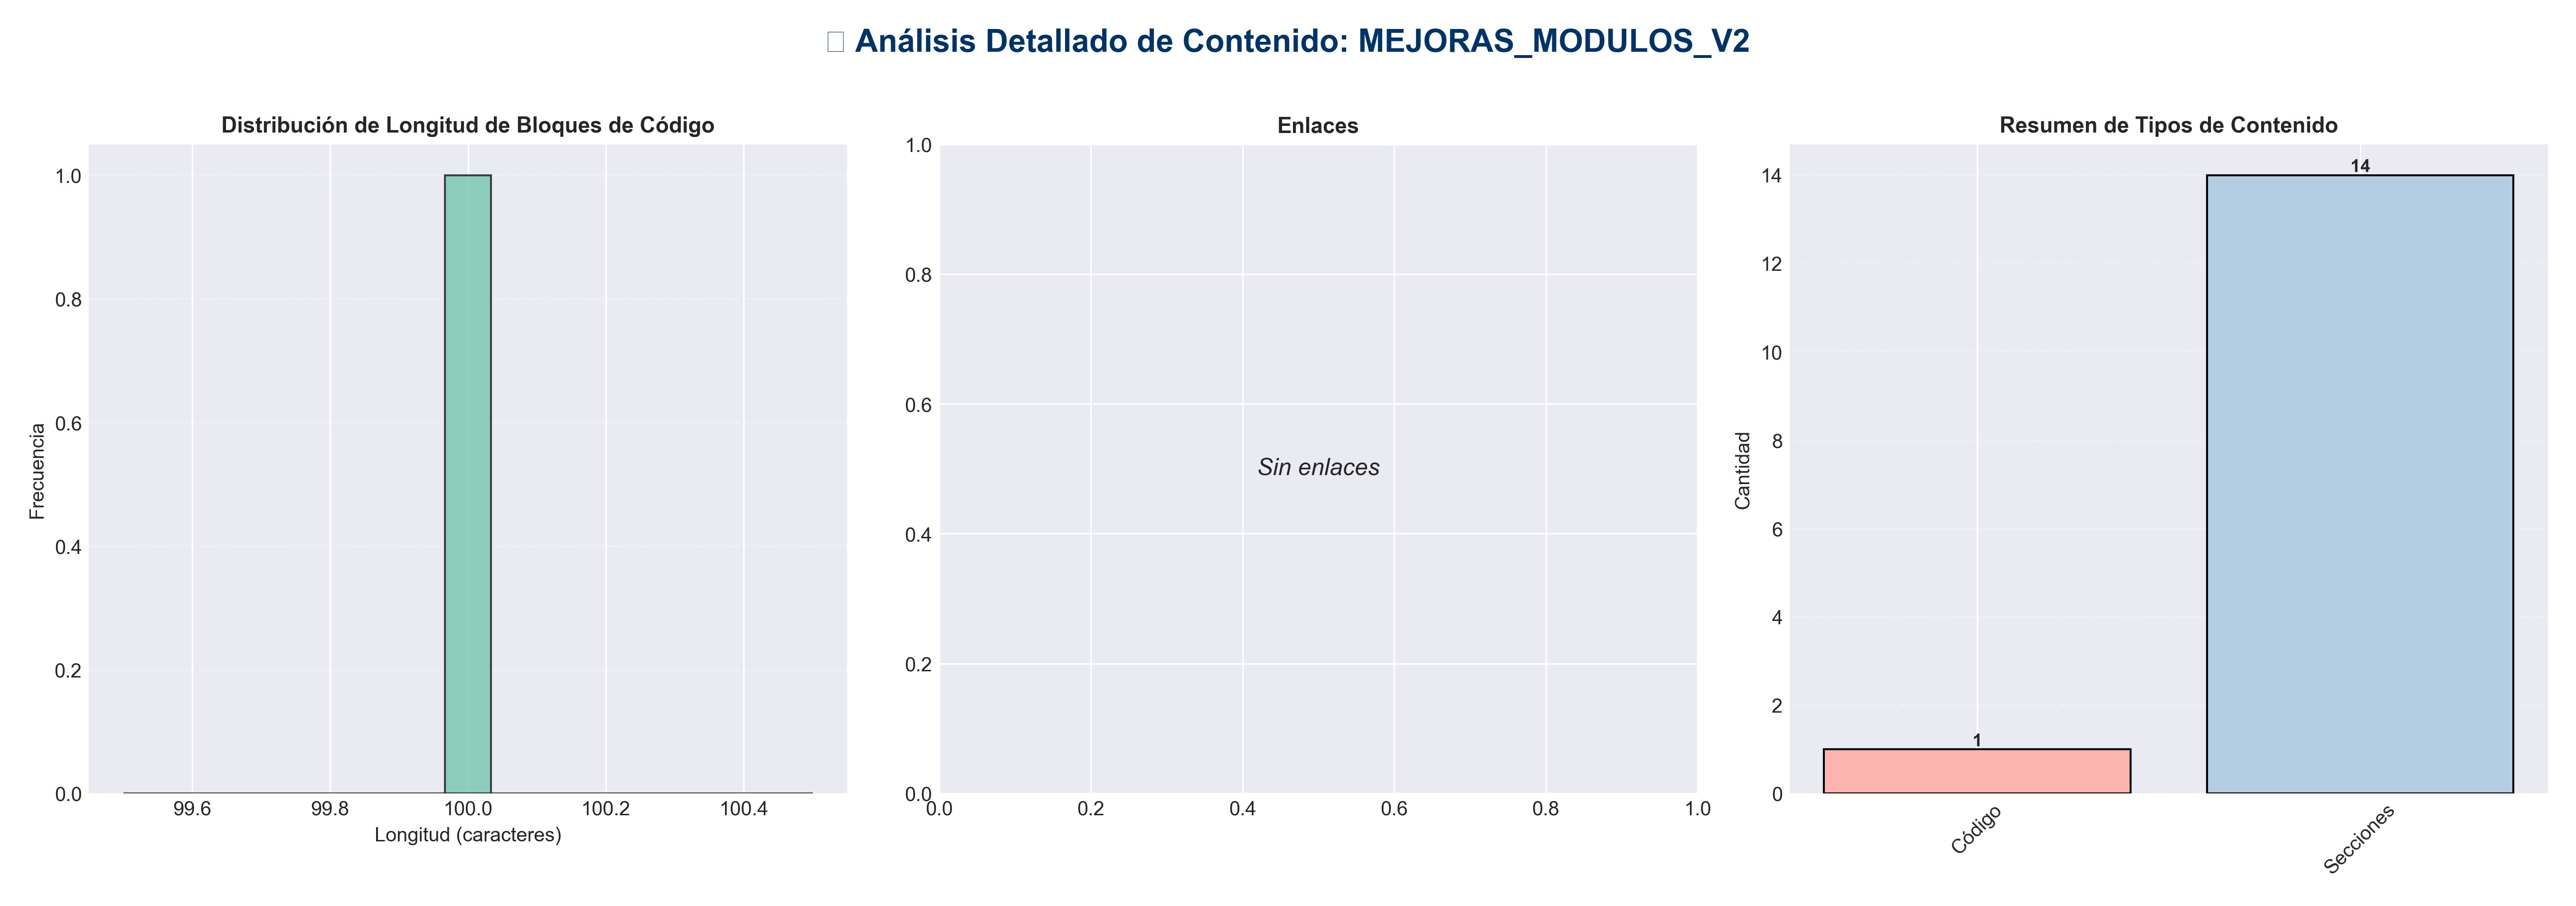 Análisis Detallado de Contenido: MEJORAS_MODULOS_V2
Distribución de Longitud de Bloques de Código
1.0
0.8
0.6
0.4
0.2
0.0
Frecuencia
99.6 99.8 100.0 100.2 100.4
Longitud (caracteres)
Enlaces
1.0
0.8
0.6
0.4
0.2
0.0
Sin enlaces
0.0 0.2 0.4 0.6 0.8 1.0
Resumen de Tipos de Contenido
14
12
10
8
6
4
2
0
Cantidad
1
14
Código
Secciones